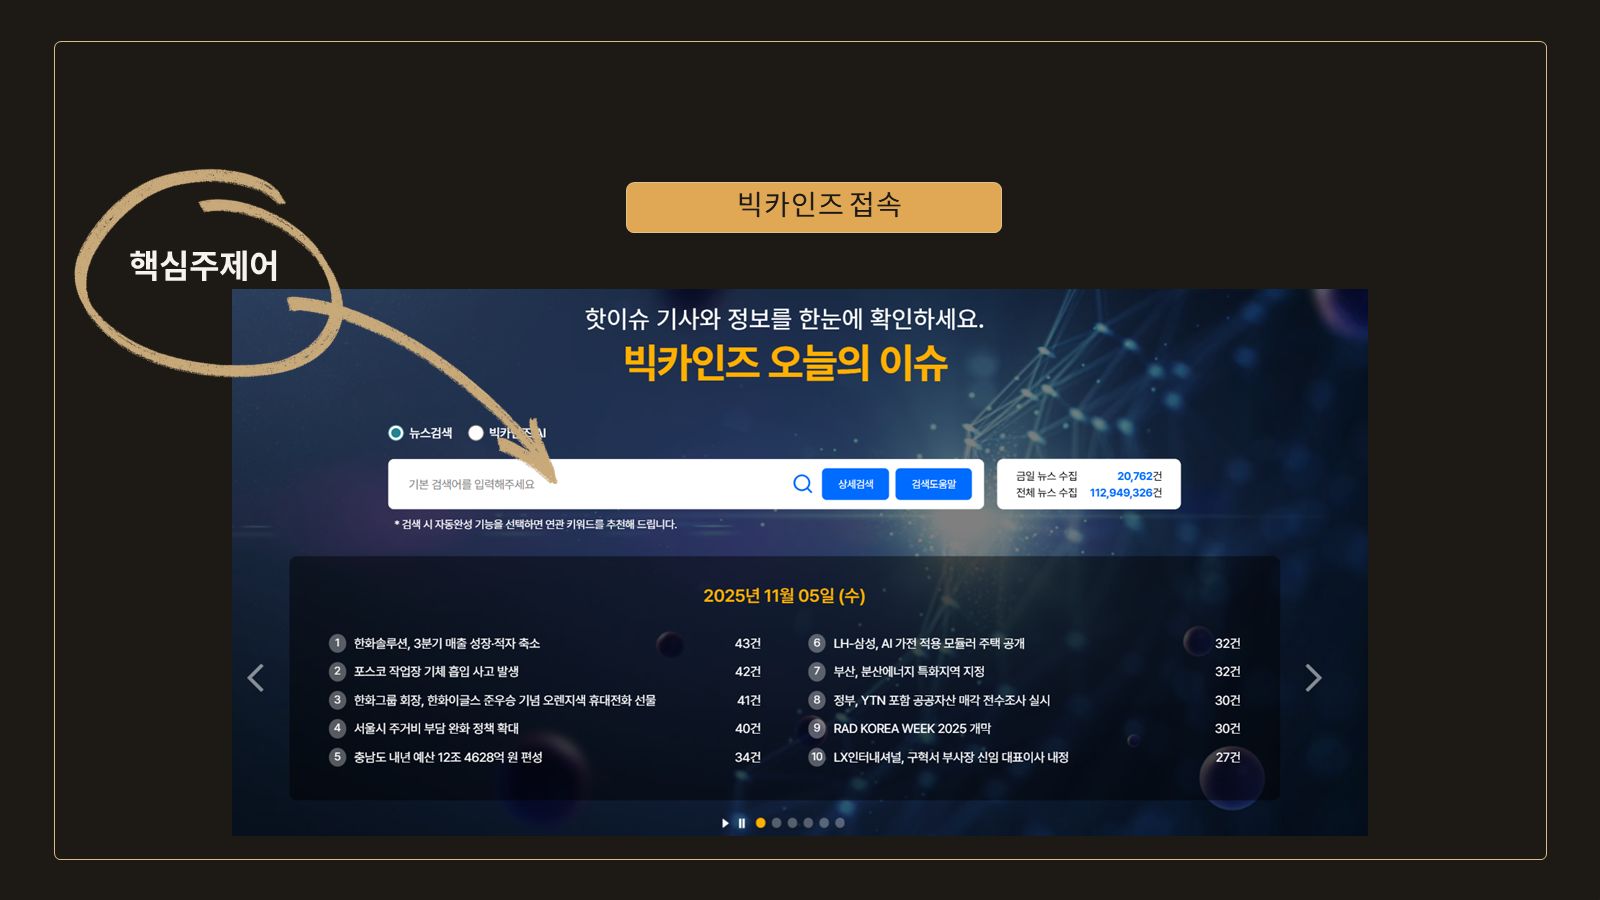 빅카인즈 접속
핵심주제어
핫이슈 기사와 정보를 한눈에 확인하세요.
빅카인즈 오늘의 이슈
뉴스검색 빅카인즈 AI
기본 검색어를 입력해주세요 상세검색 검색도움말
금일 뉴스 수집 20,762건
전체 뉴스 수집 112,949,326건
* 검색 시 자동완성 기능을 선택하면 연관 키워드를 추천해 드립니다.
2025년 11월 05일 (수)
1 한화솔루션, 3분기 매출 성장·적자 축소 43건
2 포스코 작업장 기체 흡입 사고 발생 42건
3 한화그룹 회장, 한화이글스 준우승 기념 오렌지색 휴대전화 선물 41건
4 서울시 주거비 부담 완화 정책 확대 40건
5 충남도 내년 예산 12조 4628억 원 편성 34건
6 LH-삼성, AI 가전 적용 모듈러 주택 공개 32건
7 부산, 분산에너지 특화지역 지정 32건
8 정부, YTN 포함 공공자산 매각 전수조사 실시 30건
9 RAD KOREA WEEK 2025 개막 30건
10 LX인터내셔널, 구혁서 부사장 신임 대표이사 내정 27건